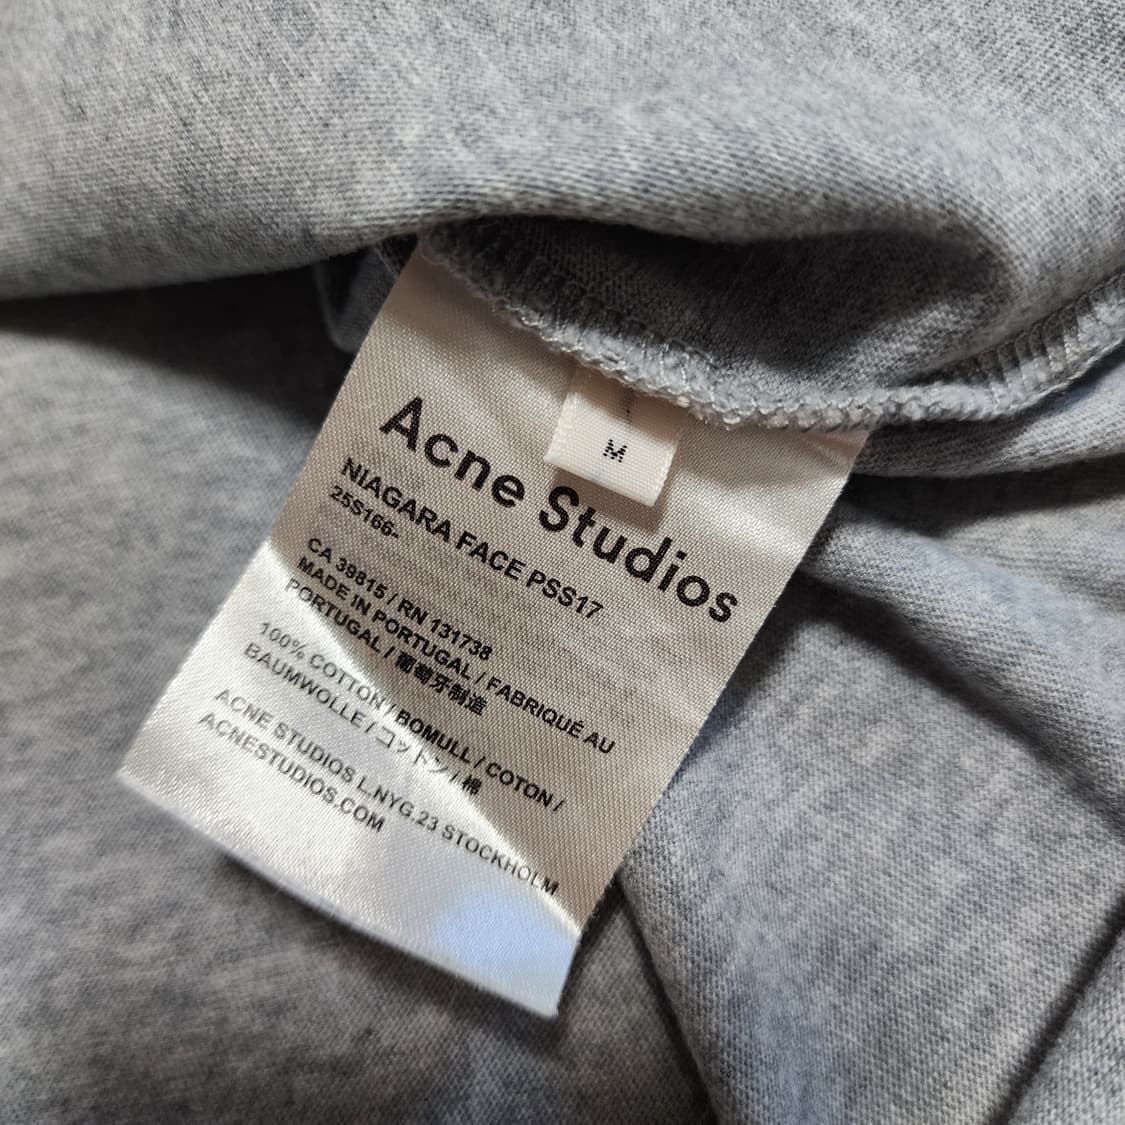 M
Acne Studios
NIAGARA FACE PSS17
25S166-
CA 39815 / RN 131738
MADE IN PORTUGAL / FABRIQUÉ AU
PORTUGAL / 葡萄牙制造
100% COTTON / BOMULL / COTON /
BAUMWOLLE / コットン / 棉
ACNE STUDIOS L.NYG.23 STOCKHOLM
ACNESTUDIOS.COM